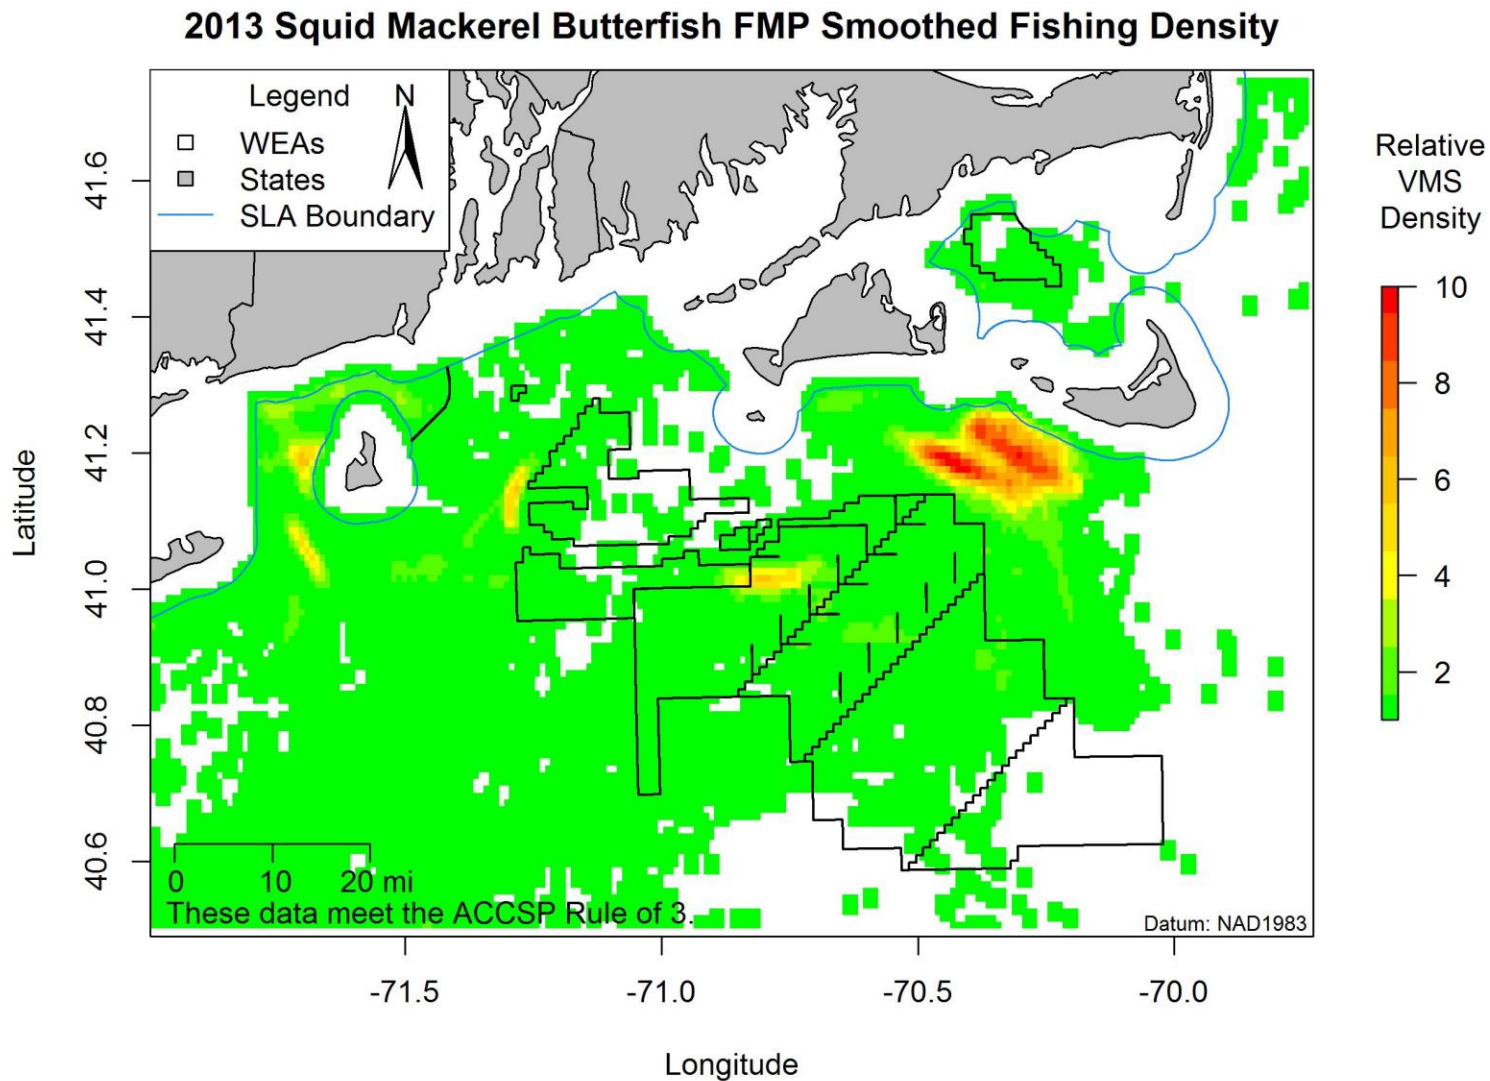 2013 Squid Mackerel Butterfish FMP Smoothed Fishing Density
Legend
N
WEAs
States
SLA Boundary
Relative
VMS
Density
10
8
6
4
2
Latitude
41.6
41.4
41.2
41.0
40.8
40.6
0 10 20 mi
These data meet the ACCSP Rule of 3.
Datum: NAD1983
-71.5 -71.0 -70.5 -70.0
Longitude